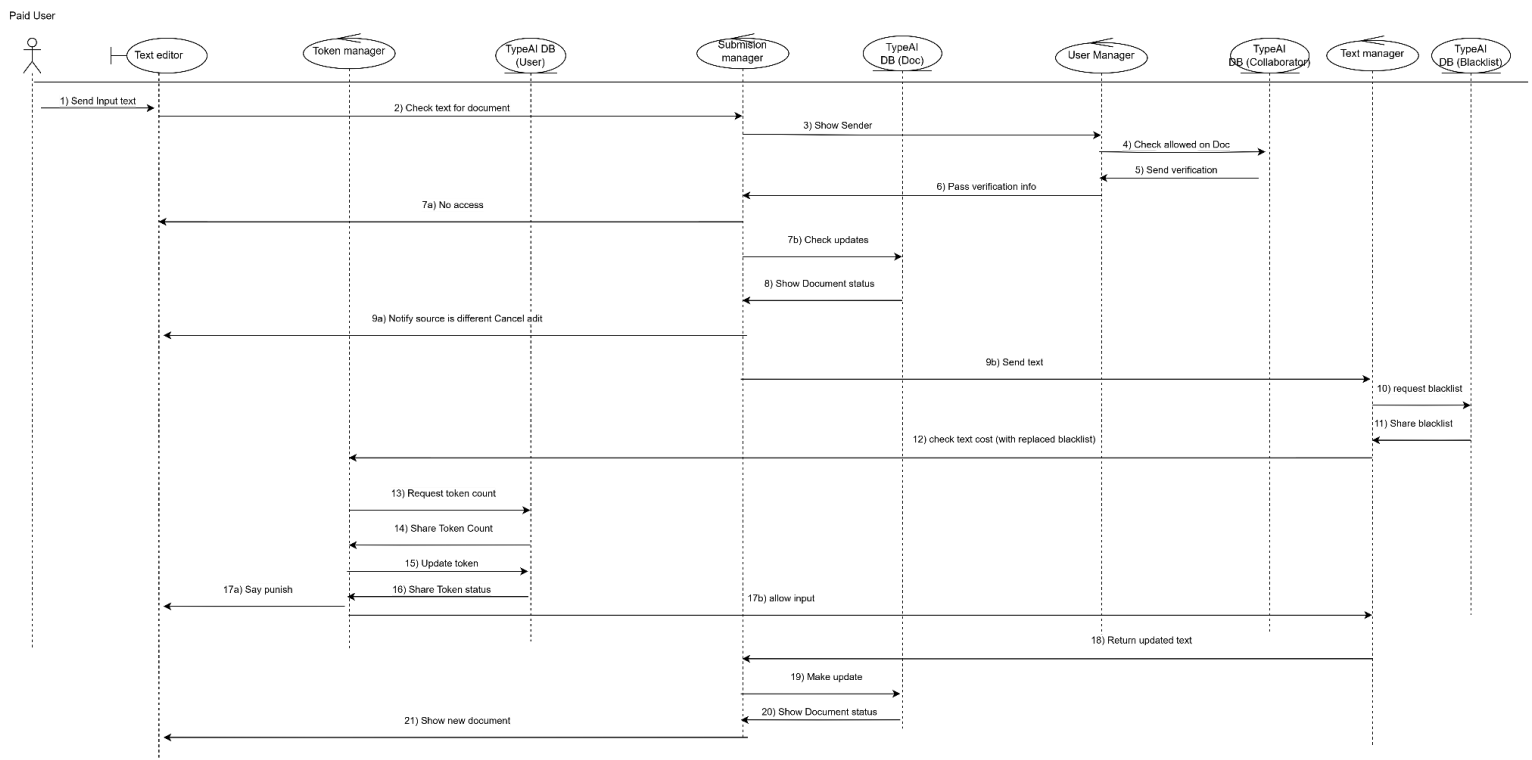 Paid User
Text editor
Token manager
TypeAI DB
(User)
Submision
manager
TypeAI
DB (Doc)
User Manager
TypeAI
DB (Collaborator)
Text manager
TypeAI
DB (Blacklist)
1) Send Input text
2) Check text for document
3) Show Sender
4) Check allowed on Doc
5) Send verification
6) Pass verification info
7a) No access
7b) Check updates
8) Show Document status
9a) Notify source is different Cancel adit
9b) Send text
10) request blacklist
11) Share blacklist
12) check text cost (with replaced blacklist)
13) Request token count
14) Share Token Count
15) Update token
16) Share Token status
17a) Say punish
17b) allow input
18) Return updated text
19) Make update
20) Show Document status
21) Show new document